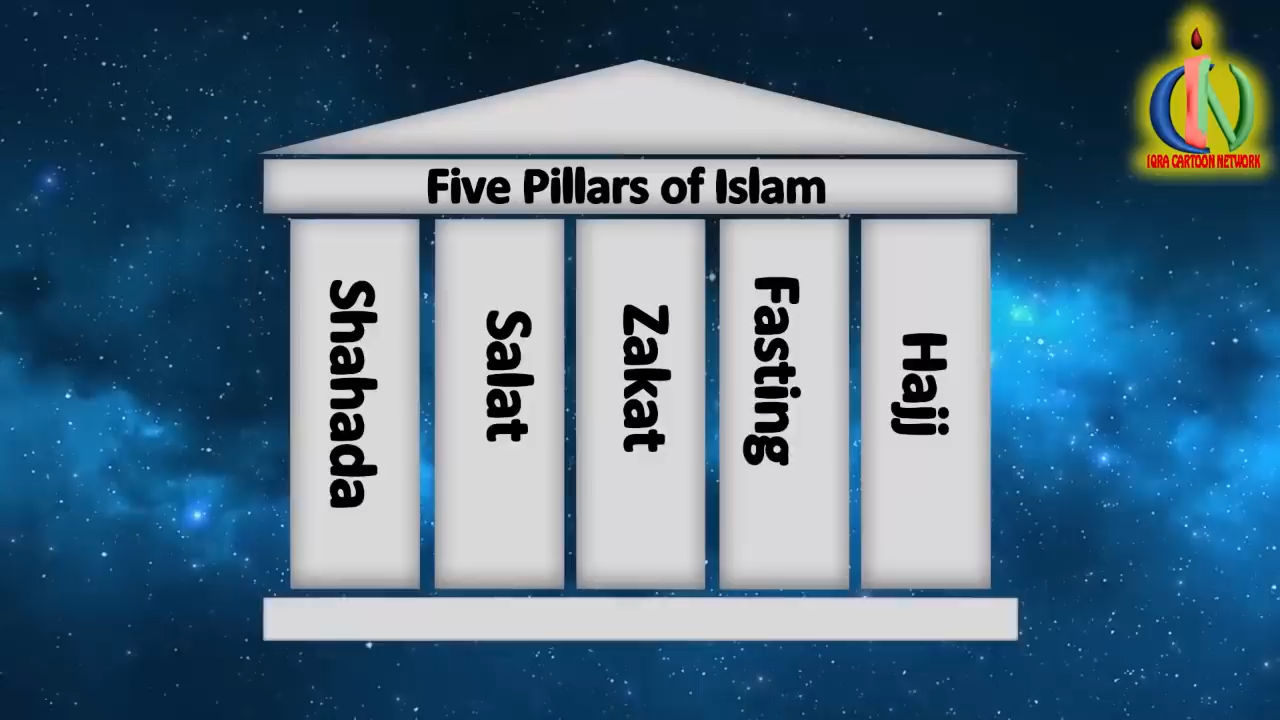 Five Pillars of Islam
Shahada
Salat
Zakat
Fasting
Hajj
IQRA CARTOON NETWORK